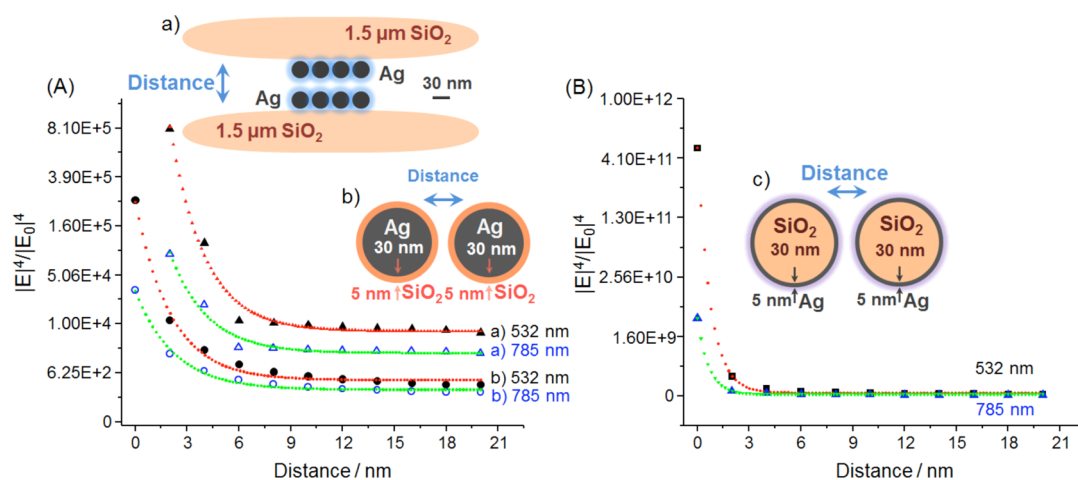 a)
1.5 µm SiO2
Ag
Distance
30 nm
Ag
1.5 µm SiO2
(A)
8.10E+5
3.90E+5
1.60E+5
5.06E+4
1.00E+4
6.25E+2
0
|E|⁴/|E0|⁴
Distance
b)
Ag
30 nm
Ag
30 nm
5 nm↑SiO2
5 nm↑SiO2
a) 532 nm
a) 785 nm
b) 532 nm
b) 785 nm
0 3 6 9 12 15 18 21
Distance / nm
(B)
1.00E+12
4.10E+11
1.30E+11
2.56E+10
1.60E+9
0
|E|⁴/|E0|⁴
c)
Distance
SiO2
30 nm
SiO2
30 nm
5 nm↑Ag
5 nm↑Ag
532 nm
785 nm
0 3 6 9 12 15 18 21
Distance / nm